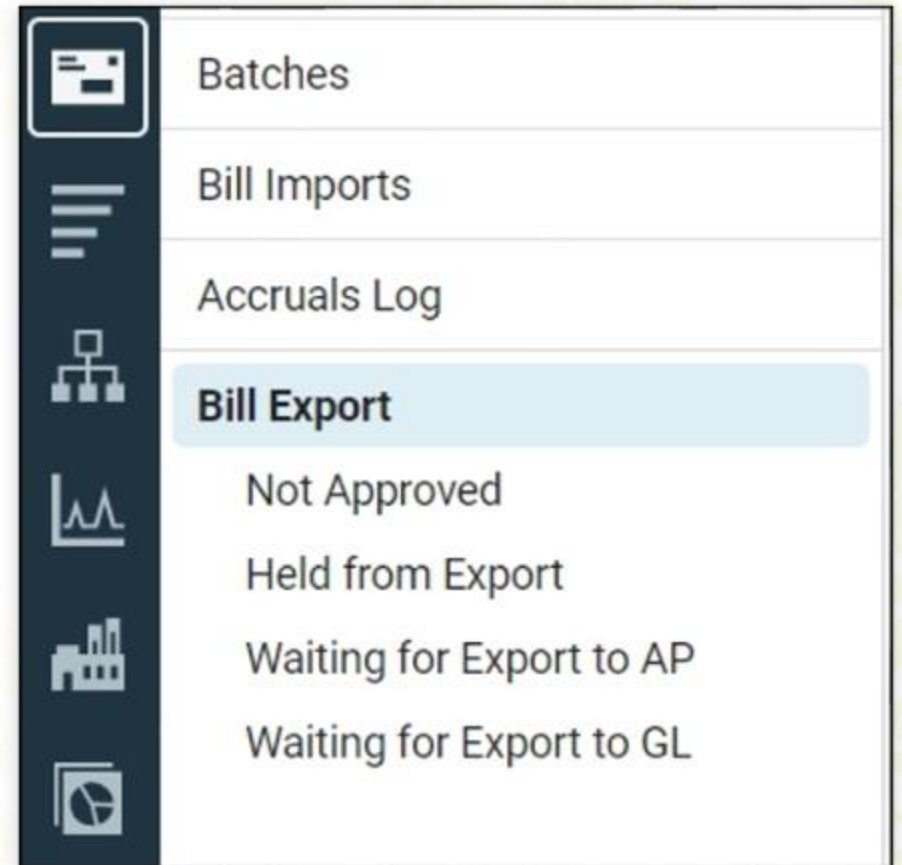 Batches
Bill Imports
Accruals Log
Bill Export
Not Approved
Held from Export
Waiting for Export to AP
Waiting for Export to GL